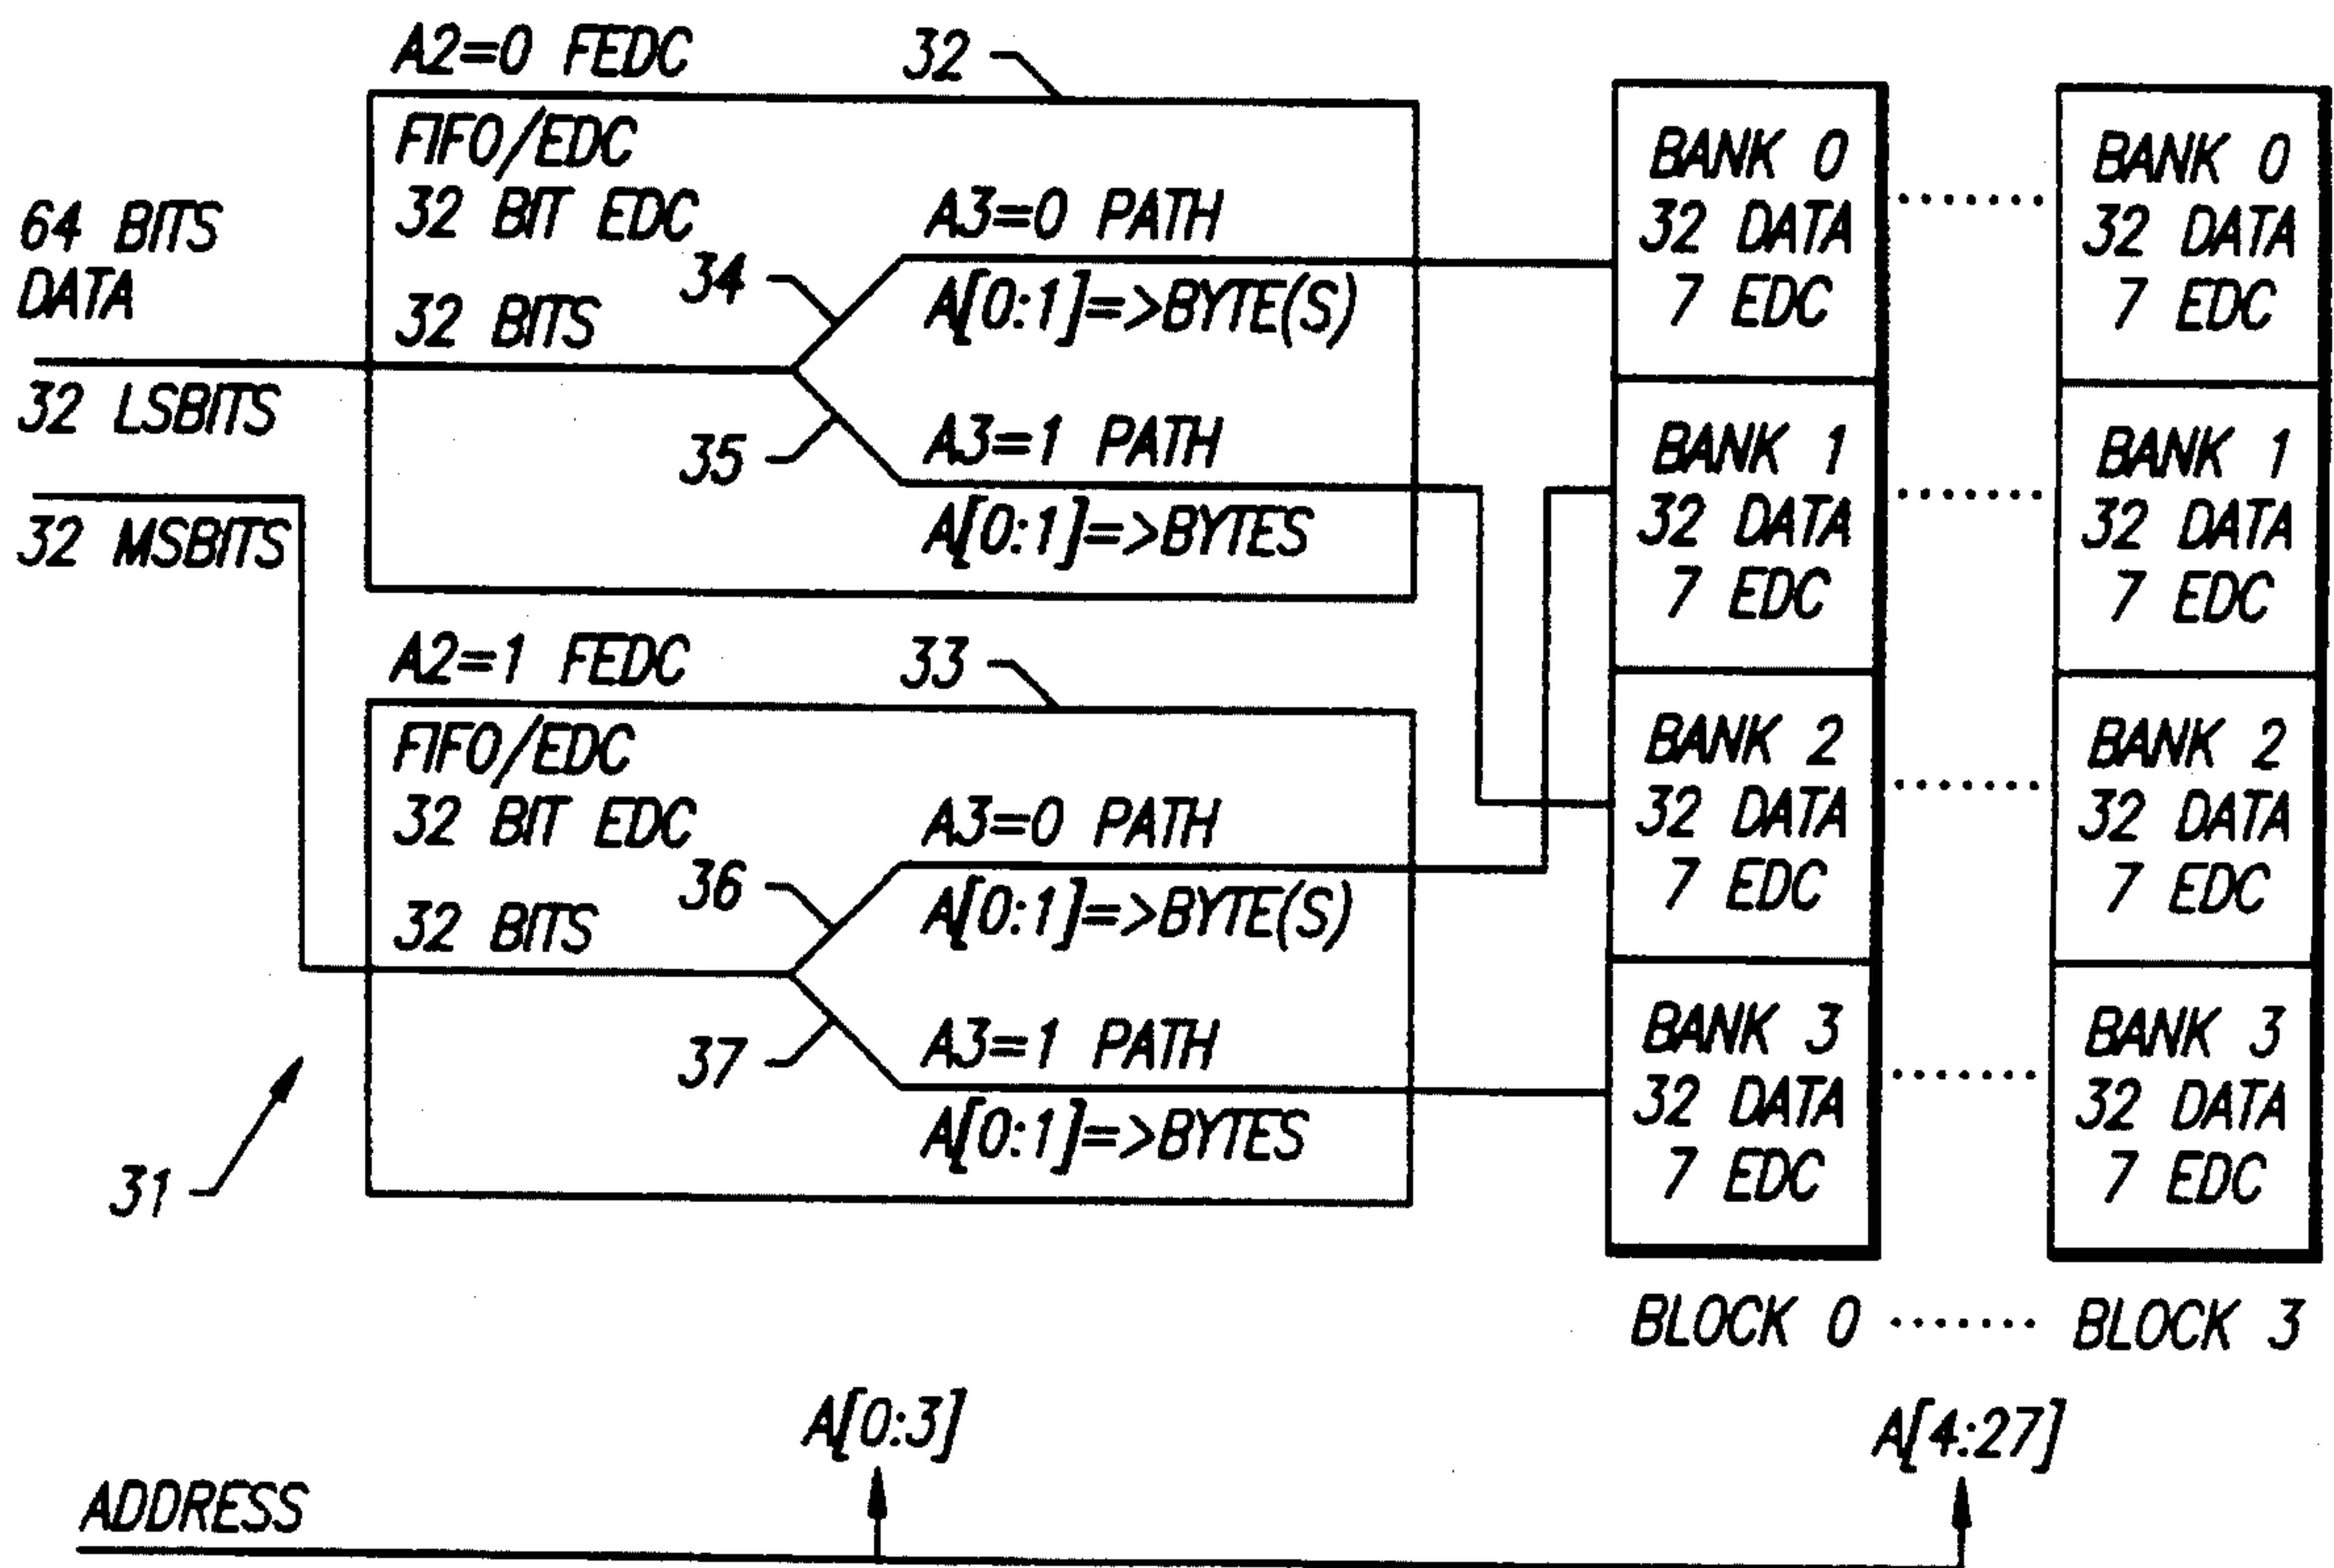 A2=0 FEDC
32
FIFO/EDC
32 BIT EDC
64 BITS
DATA
34
A3=0 PATH
A[0:1]=>BYTE(S)
32 BITS
32 LSBITS
35
A3=1 PATH
A[0:1]=>BYTES
32 MSBITS
A2=1 FEDC
33
FIFO/EDC
32 BIT EDC
36
A3=0 PATH
A[0:1]=>BYTE(S)
32 BITS
37
A3=1 PATH
A[0:1]=>BYTES
31
BANK 0
32 DATA
7 EDC
BANK 1
32 DATA
7 EDC
BANK 2
32 DATA
7 EDC
BANK 3
32 DATA
7 EDC
BANK 0
32 DATA
7 EDC
BANK 1
32 DATA
7 EDC
BANK 2
32 DATA
7 EDC
BANK 3
32 DATA
7 EDC
BLOCK 0 ······· BLOCK 3
A[0:3]
A[4:27]
ADDRESS